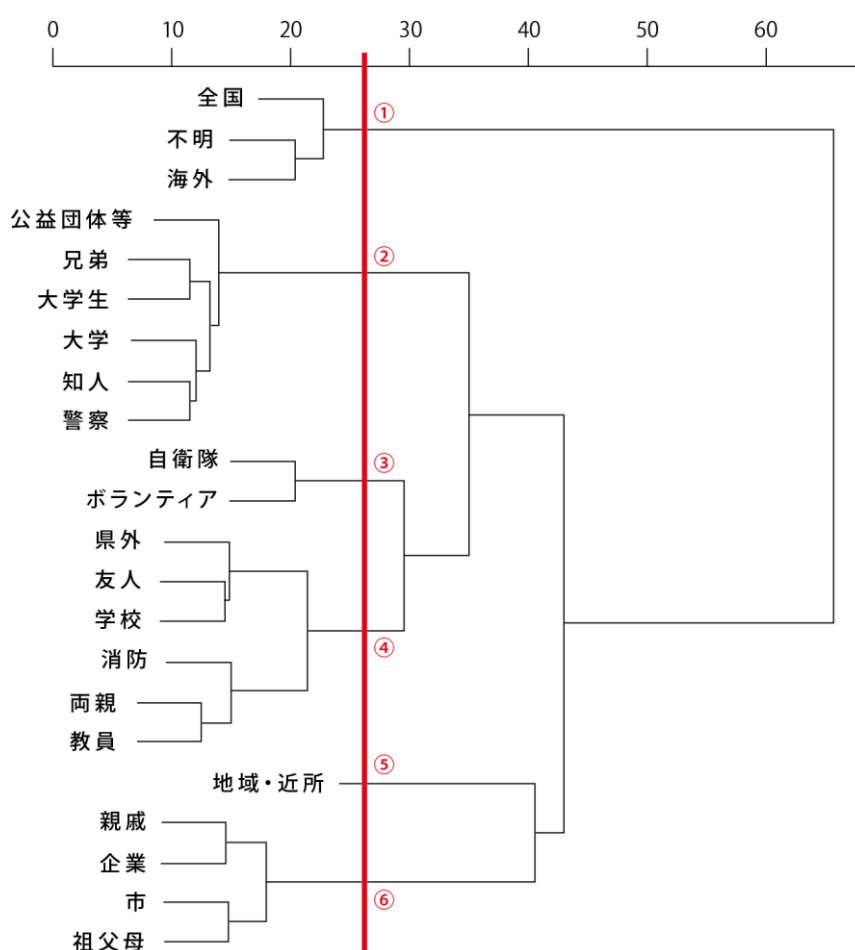 0 10 20 30 40 50 60
全国
①
不明
海外
公益団体等
②
兄弟
大学生
大学
知人
警察
自衛隊
③
ボランティア
県外
友人
学校
④
消防
両親
教員
⑤
地域・近所
親戚
企業
⑥
市
祖父母